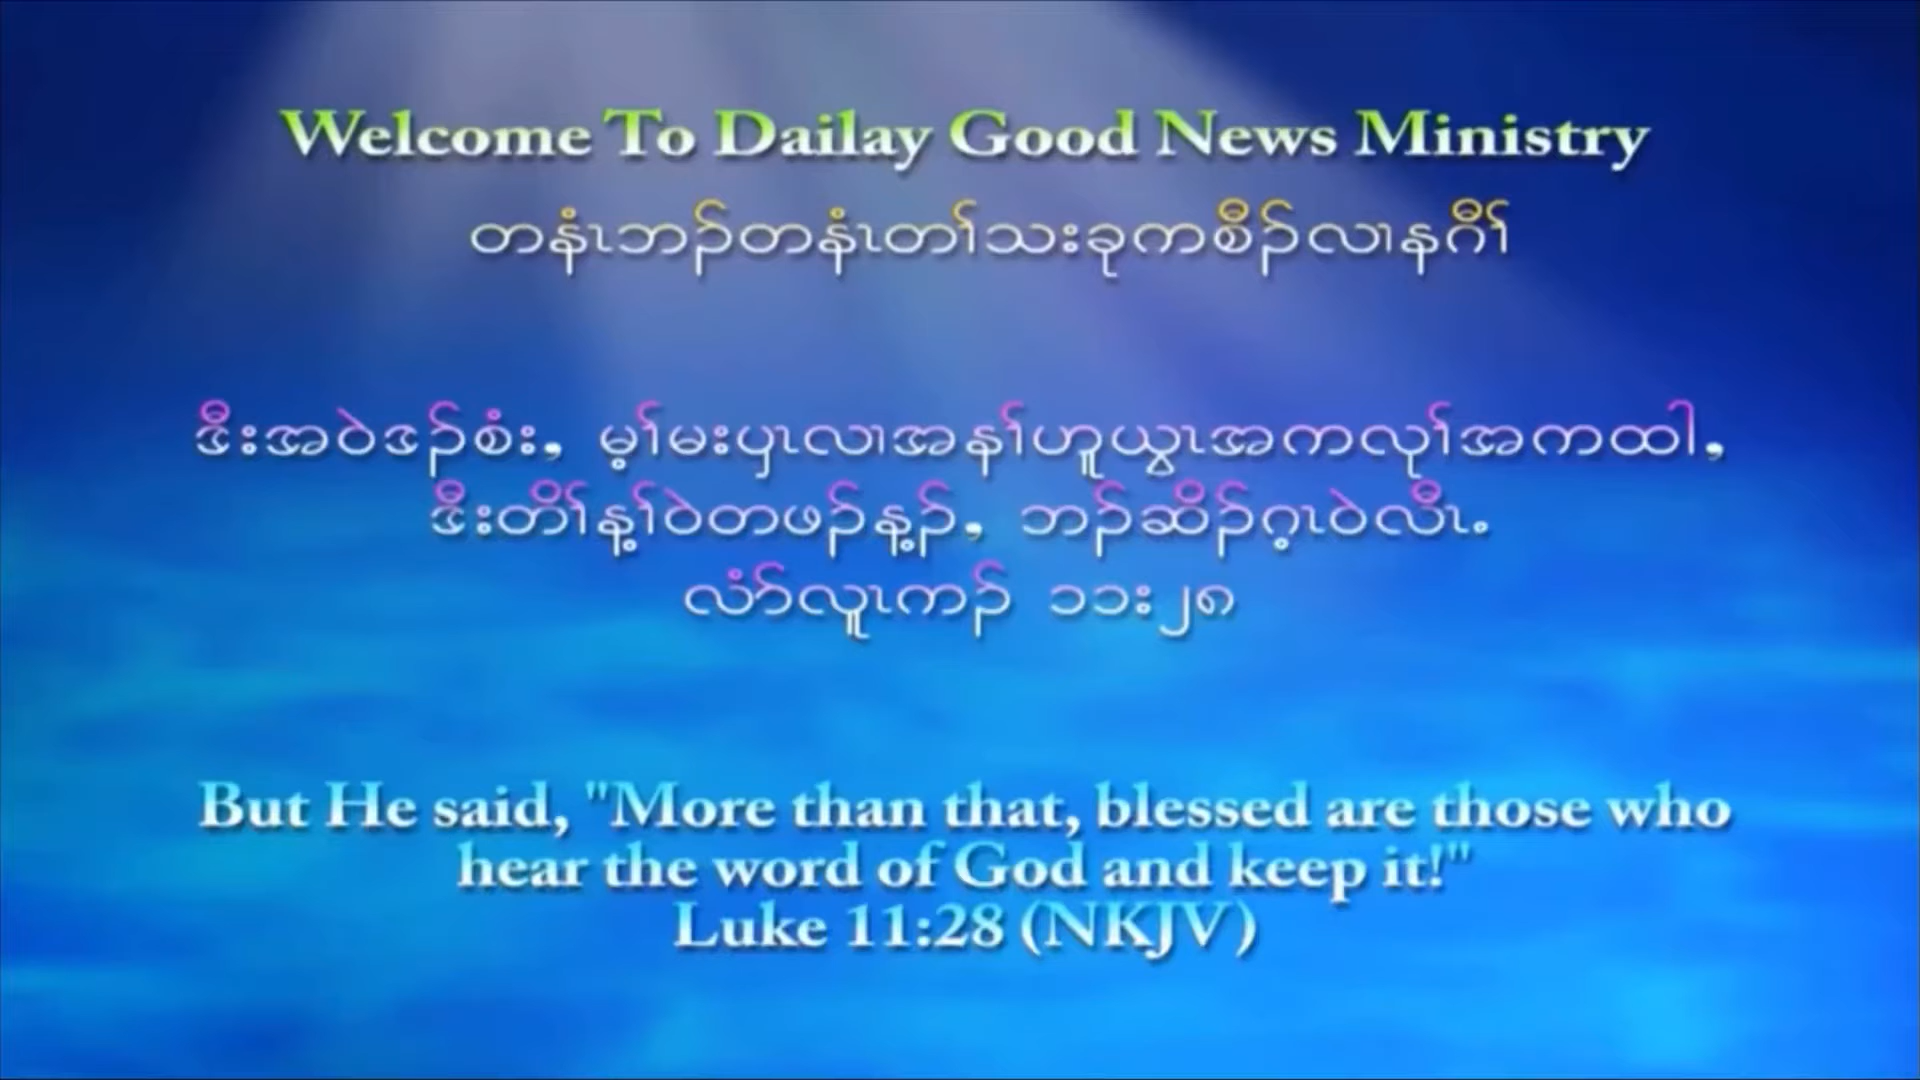 Welcome To Dailay Good News Ministry
တနံၤဘၣ်တနံၤတၢ်သးခုကစီၣ်လၢနဂီၢ်
ဒီးအဝဲဒၣ်စံး, မ့ၢ်မးပှၤလၢအနၢ်ဟူယွၤအကလုၢ်အကထါ,
ဒီးတိၢ်န့ၢ်ဝဲတဖၣ်န့ၣ်, ဘၣ်ဆိၣ်ဂ့ၤဝဲလီၤ.
လံာ်လူၤကၣ် ၁၁း၂၈
But He said, "More than that, blessed are those who
hear the word of God and keep it!"
Luke 11:28 (NKJV)